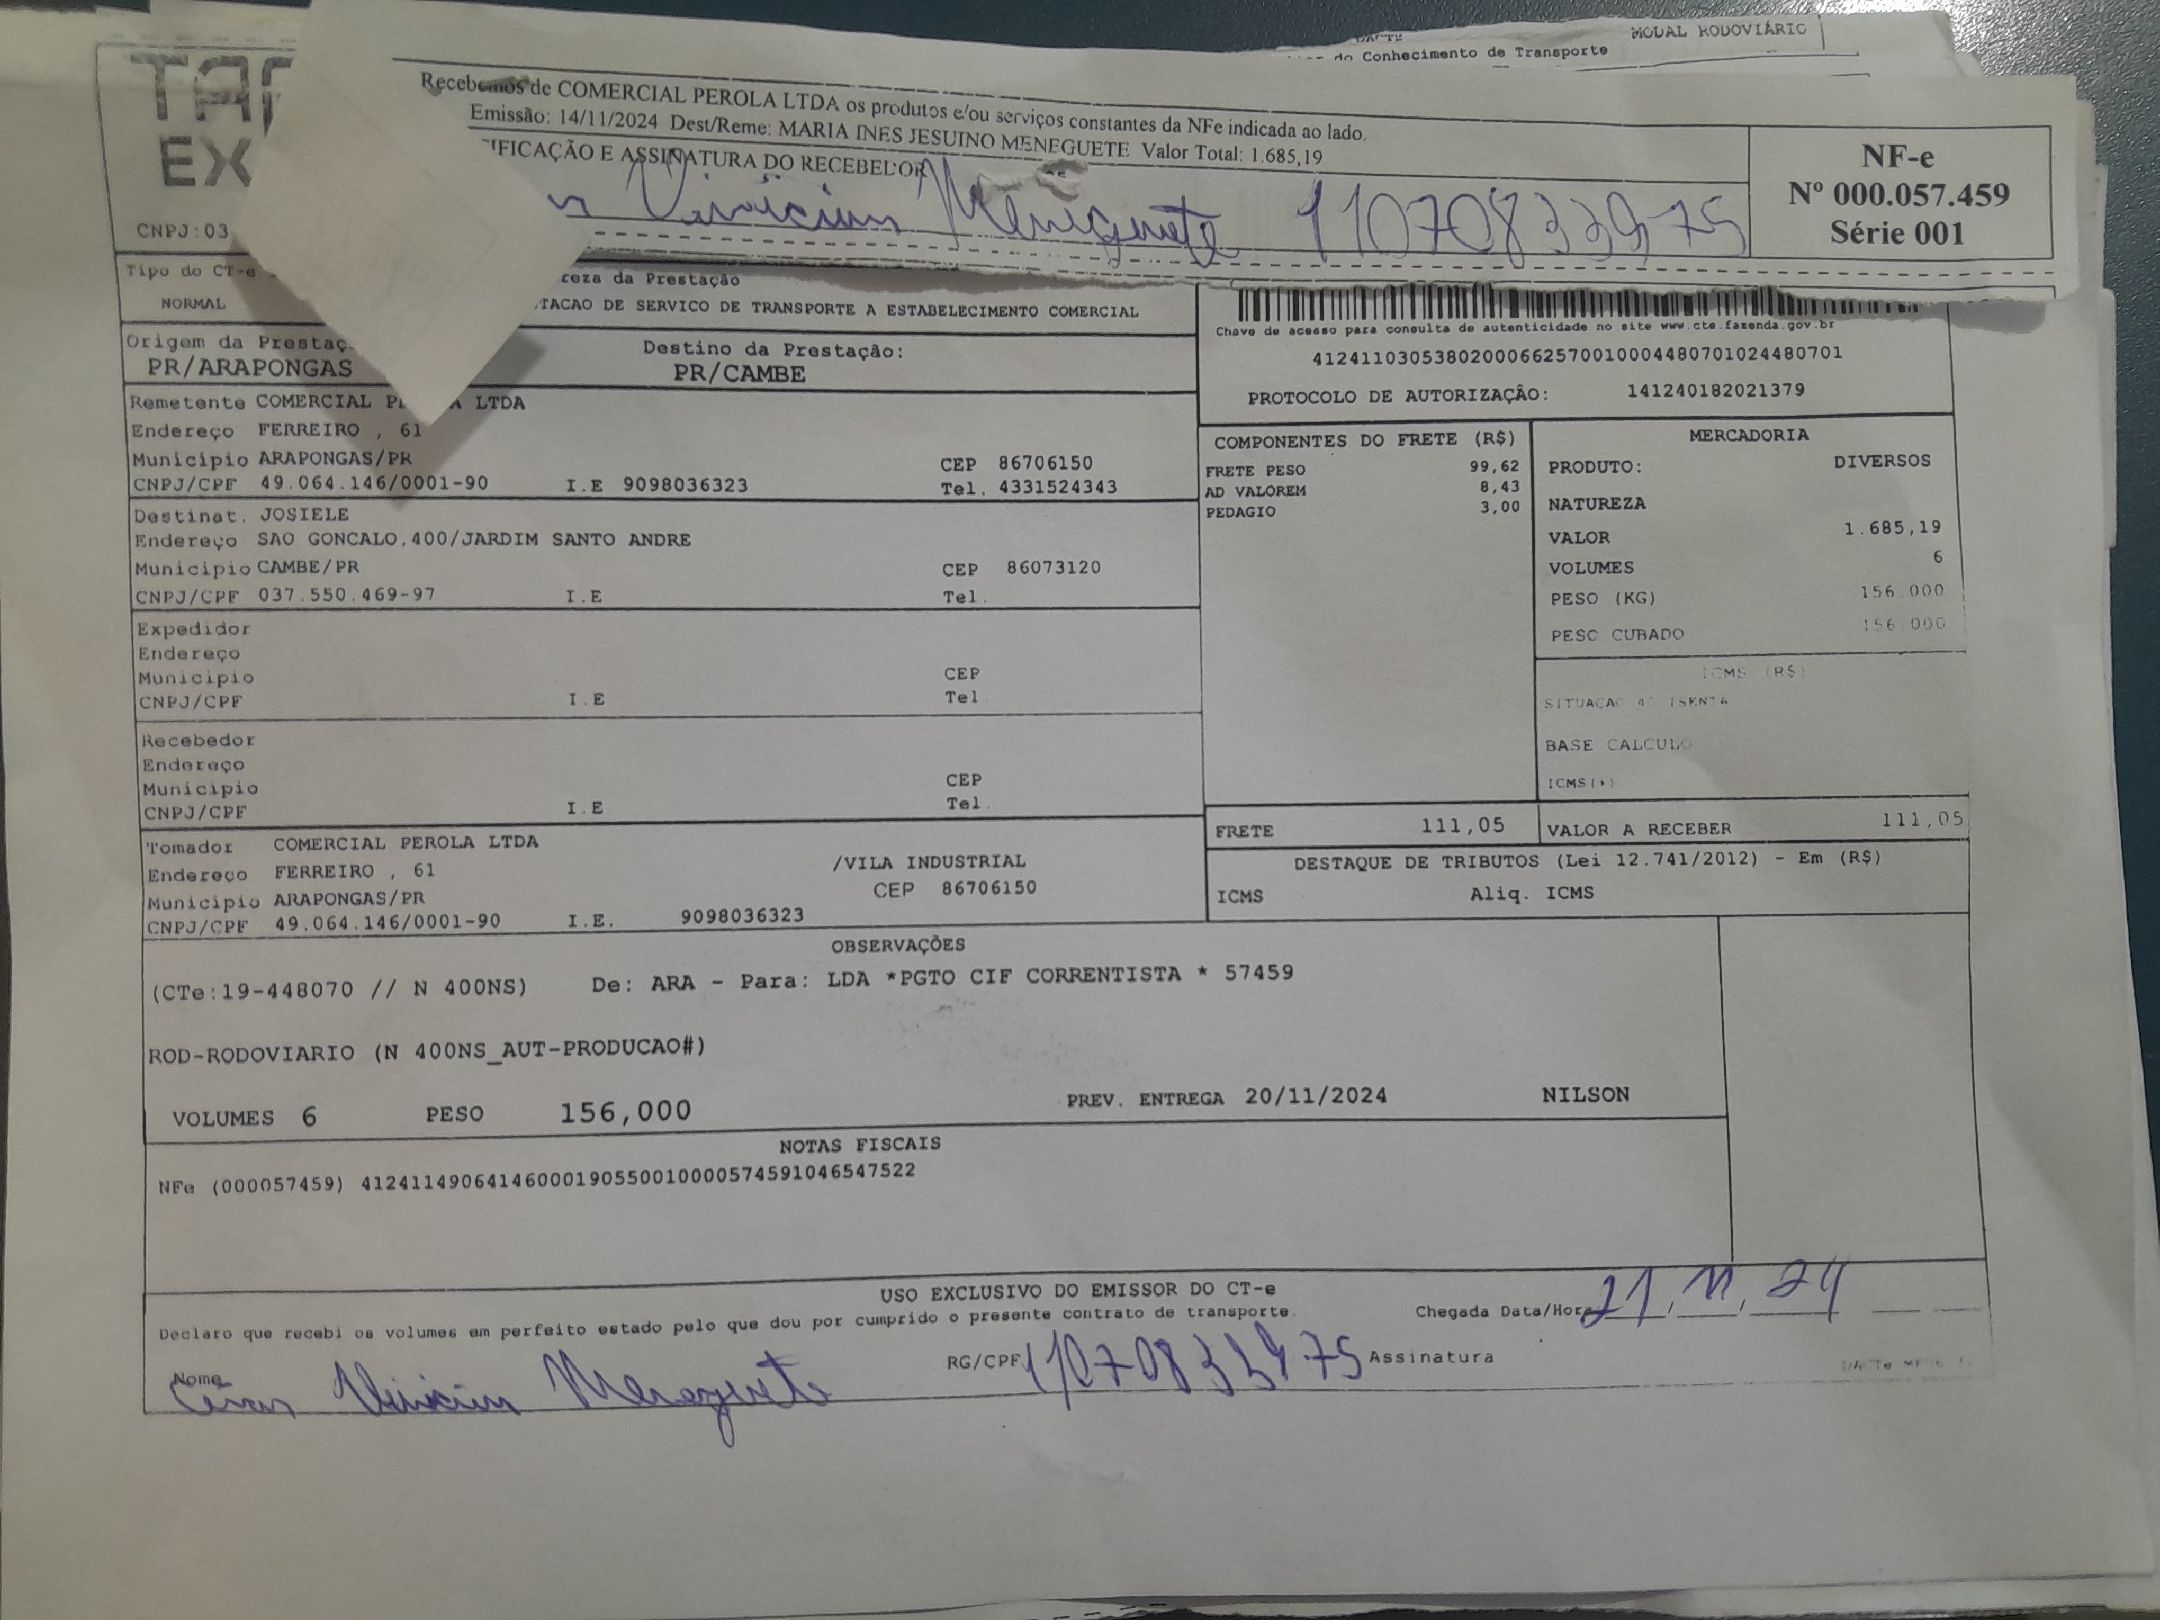 MODAL RODOVIÁRIO
do Conhecimento de Transporte
Recebemos de COMERCIAL PEROLA LTDA os produtos e/ou serviços constantes da NFe indicada ao lado.
Emissão: 14/11/2024 Dest/Reme: MARIA INES JESUINO MENEGUETE Valor Total: 1.685,19
TIFICAÇÃO E ASSINATURA DO RECEBEDOR
Vinicius Meneguete 11070833975
NF-e
Nº 000.057.459
Série 001
EX
CNPJ:03
Tipo do CT-e
NORMAL
reza da Prestação
TACAO DE SERVICO DE TRANSPORTE A ESTABELECIMENTO COMERCIAL
Chave de acesso para consulta de autenticidade no site www.cte.fazenda.gov.br
41241103053802000662570010004480701024480701
PROTOCOLO DE AUTORIZAÇÃO: 141240182021379
Origem da Prestaç
PR/ARAPONGAS
Destino da Prestação:
PR/CAMBE
Remetente COMERCIAL PE A LTDA
Endereço FERREIRO , 61
Município ARAPONGAS/PR CEP 86706150
CNPJ/CPF 49.064.146/0001-90 I.E 9098036323 Tel. 4331524343
Destinat. JOSIELE
Endereço SAO GONCALO,400/JARDIM SANTO ANDRE
Município CAMBE/PR CEP 86073120
CNPJ/CPF 037.550.469-97 I.E Tel.
Expedidor
Endereço
Município CEP
CNPJ/CPF I.E Tel
Recebedor
Endereço
Município CEP
CNPJ/CPF I.E Tel.
Tomador COMERCIAL PEROLA LTDA
Endereço FERREIRO , 61 /VILA INDUSTRIAL
Município ARAPONGAS/PR CEP 86706150
CNPJ/CPF 49.064.146/0001-90 I.E. 9098036323
COMPONENTES DO FRETE (R$)
FRETE PESO 99,62
AD VALOREM 8,43
PEDAGIO 3,00
MERCADORIA
PRODUTO: DIVERSOS
NATUREZA
VALOR 1.685,19
VOLUMES 6
PESO (KG) 156.000
PESO CUBADO 156,000
ICMS (R$)
BASE CALCULO
ICMS(*)
FRETE 111,05 VALOR A RECEBER 111,05
DESTAQUE DE TRIBUTOS (Lei 12.741/2012) - Em (R$)
ICMS Aliq. ICMS
OBSERVAÇÕES
(CTe:19-448070 // N 400NS) De: ARA - Para: LDA *PGTO CIF CORRENTISTA * 57459
ROD-RODOVIARIO (N 400NS_AUT-PRODUCAO#)
VOLUMES 6 PESO 156,000 PREV. ENTREGA 20/11/2024 NILSON
NOTAS FISCAIS
NFe (000057459) 41241149064146000190550010000574591046547522
USO EXCLUSIVO DO EMISSOR DO CT-e
Declaro que recebi os volumes em perfeito estado pelo que dou por cumprido o presente contrato de transporte.
Chegada Data/Hora 21/11/24
Nome Vinicius Meneguete RG/CPF 11070833975 Assinatura